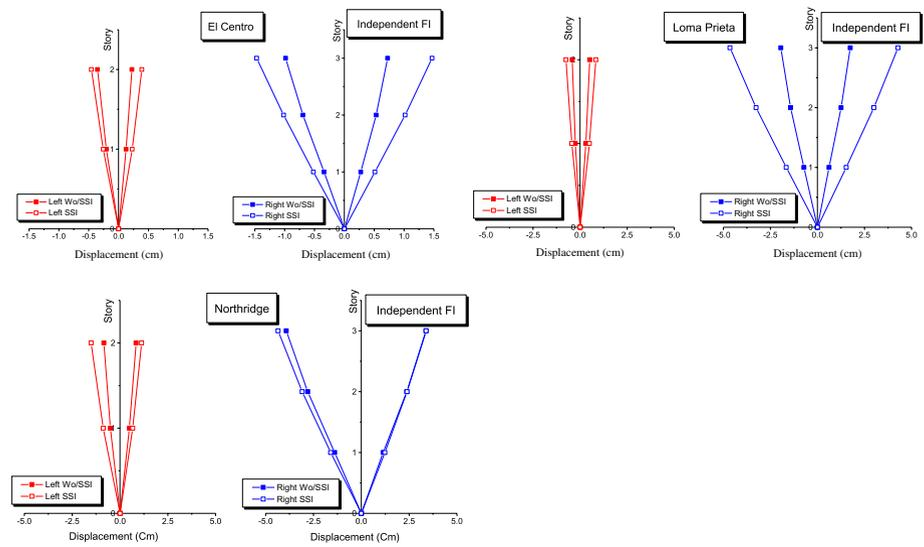 El Centro
Independent FI
Story
Story
3
2
2
1
1
Left Wo/SSI
Left SSI
Right Wo/SSI
Right SSI
0
0
-1.5 -1.0 -0.5 0.0 0.5 1.0 1.5
-1.5 -1.0 -0.5 0.0 0.5 1.0 1.5
Displacement (cm)
Displacement (cm)
Loma Prieta
Independent FI
Story
Story
3
2
2
1
1
Left Wo/SSI
Left SSI
Right Wo/SSI
Right SSI
0
0
-5.0 -2.5 0.0 2.5 5.0
-5.0 -2.5 0.0 2.5 5.0
Displacement (cm)
Displacement (cm)
Northridge
Independent FI
Story
Story
3
2
2
1
1
Left Wo/SSI
Left SSI
Right Wo/SSI
Right SSI
0
0
-5.0 -2.5 0.0 2.5 5.0
-5.0 -2.5 0.0 2.5 5.0
Displacement (Cm)
Displacement (Cm)